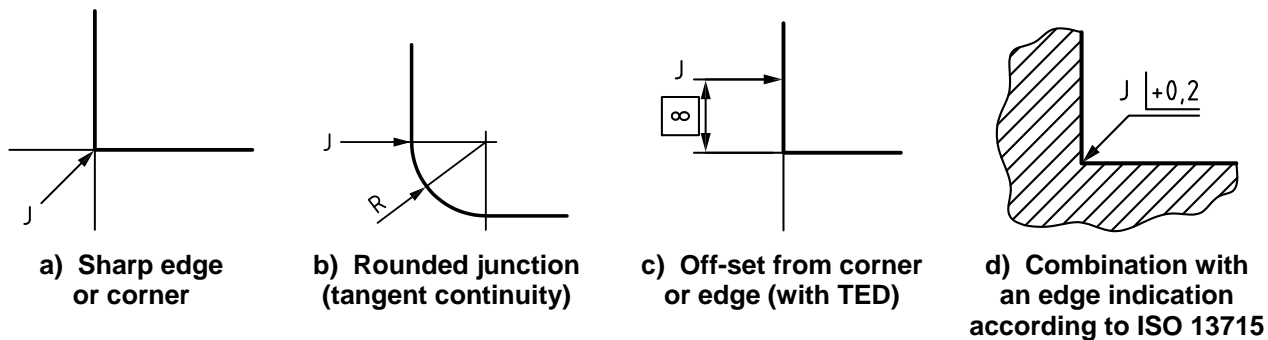 J
a) Sharp edge
or corner
J
R
b) Rounded junction
(tangent continuity)
J
8
c) Off-set from corner
or edge (with TED)
J +0,2
d) Combination with
an edge indication
according to ISO 13715